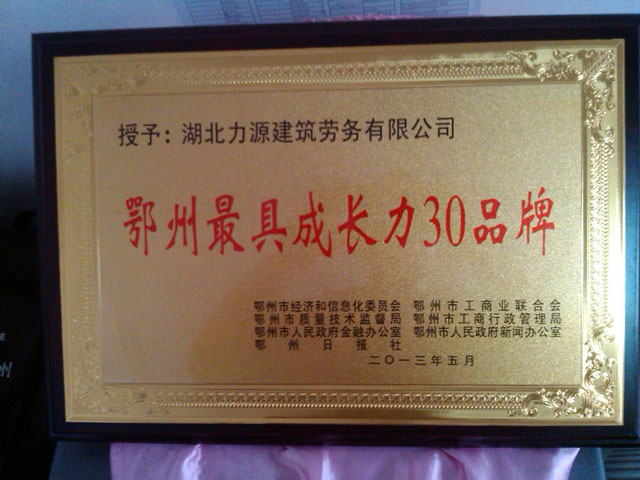 授予：湖北力源建筑劳务有限公司
鄂州最具成长力30品牌
鄂州市经济和信息化委员会 鄂州市工商业联合会
鄂州市质量技术监督局 鄂州市工商行政管理局
鄂州市人民政府金融办公室 鄂州市人民政府新闻办公室
鄂州日报社
二〇一三年五月
州